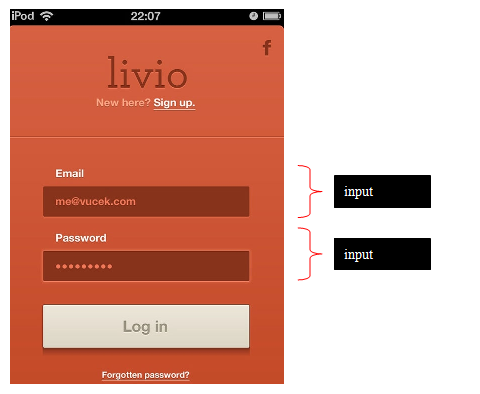 iPod 22:07
f
livio
New here? Sign up.
Email
me@vucek.com
input
Password
•••••••••
input
Log in
Forgotten password?